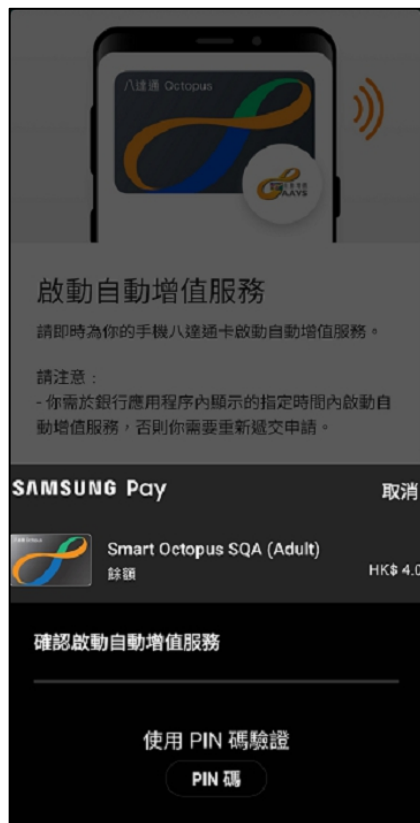 八達通 Octopus
AAVS
啟動自動增值服務
請即時為你的手機八達通卡啟動自動增值服務。
請注意：
- 你需於銀行應用程序內顯示的指定時間內啟動自
動增值服務，否則你需要重新遞交申請。
SAMSUNG Pay
取消
Smart Octopus SQA (Adult)
餘額
HK$ 4.0
確認啟動自動增值服務
使用 PIN 碼驗證
PIN 碼